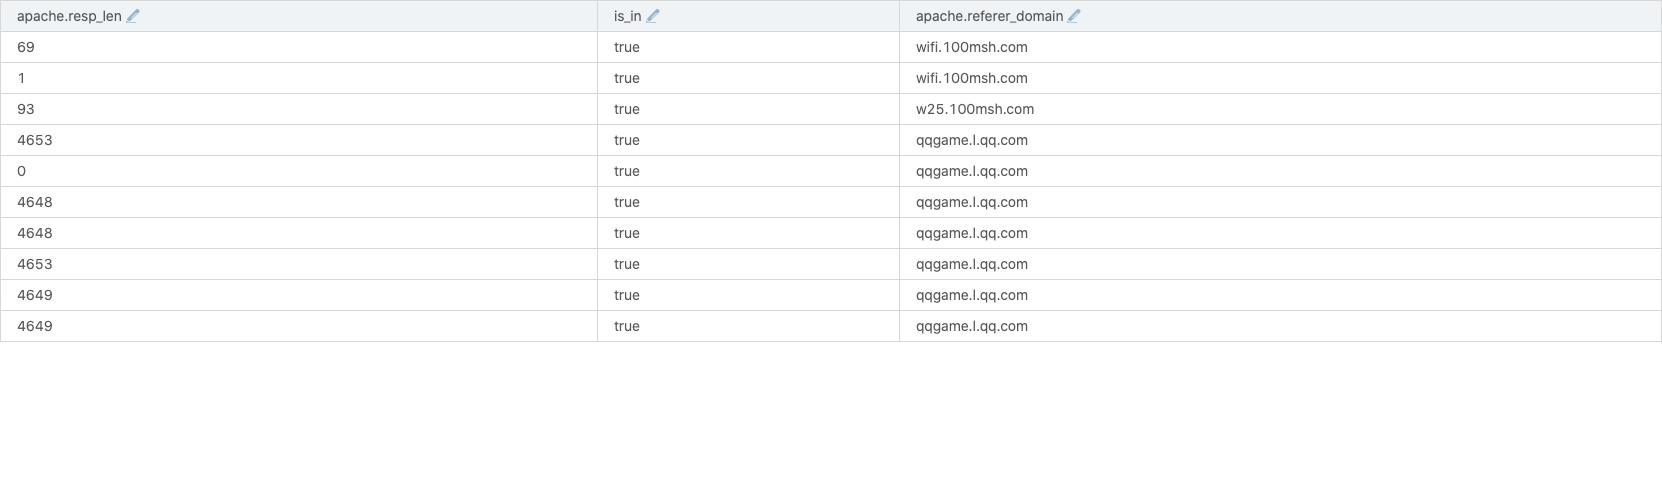 apache.resp_len is_in apache.referer_domain
69 true wifi.100msh.com
1 true wifi.100msh.com
93 true w25.100msh.com
4653 true qqgame.l.qq.com
0 true qqgame.l.qq.com
4648 true qqgame.l.qq.com
4648 true qqgame.l.qq.com
4653 true qqgame.l.qq.com
4649 true qqgame.l.qq.com
4649 true qqgame.l.qq.com